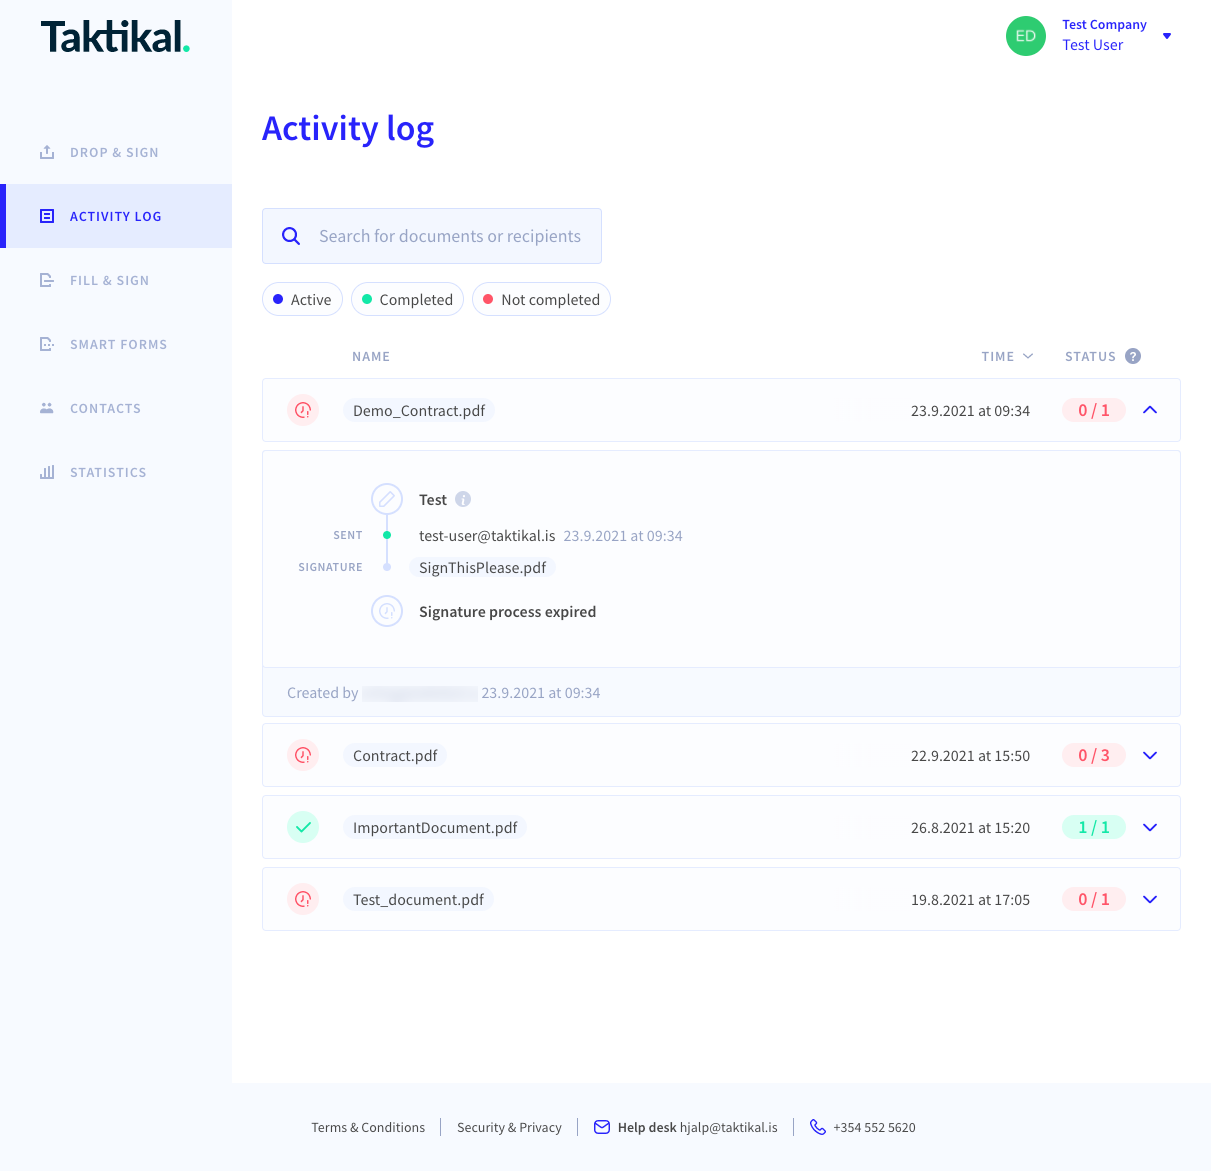 Taktikal.
ED
Test Company
Test User
DROP & SIGN
ACTIVITY LOG
FILL & SIGN
SMART FORMS
CONTACTS
STATISTICS
Activity log
Search for documents or recipients
Active
Completed
Not completed
NAME
TIME
STATUS ?
Demo_Contract.pdf
23.9.2021 at 09:34
0 / 1
Test i
SENT
test-user@taktikal.is 23.9.2021 at 09:34
SIGNATURE
SignThisPlease.pdf
Signature process expired
Created by 23.9.2021 at 09:34
Contract.pdf
22.9.2021 at 15:50
0 / 3
ImportantDocument.pdf
26.8.2021 at 15:20
1 / 1
Test_document.pdf
19.8.2021 at 17:05
0 / 1
Terms & Conditions
Security & Privacy
Help desk hjalp@taktikal.is
+354 552 5620